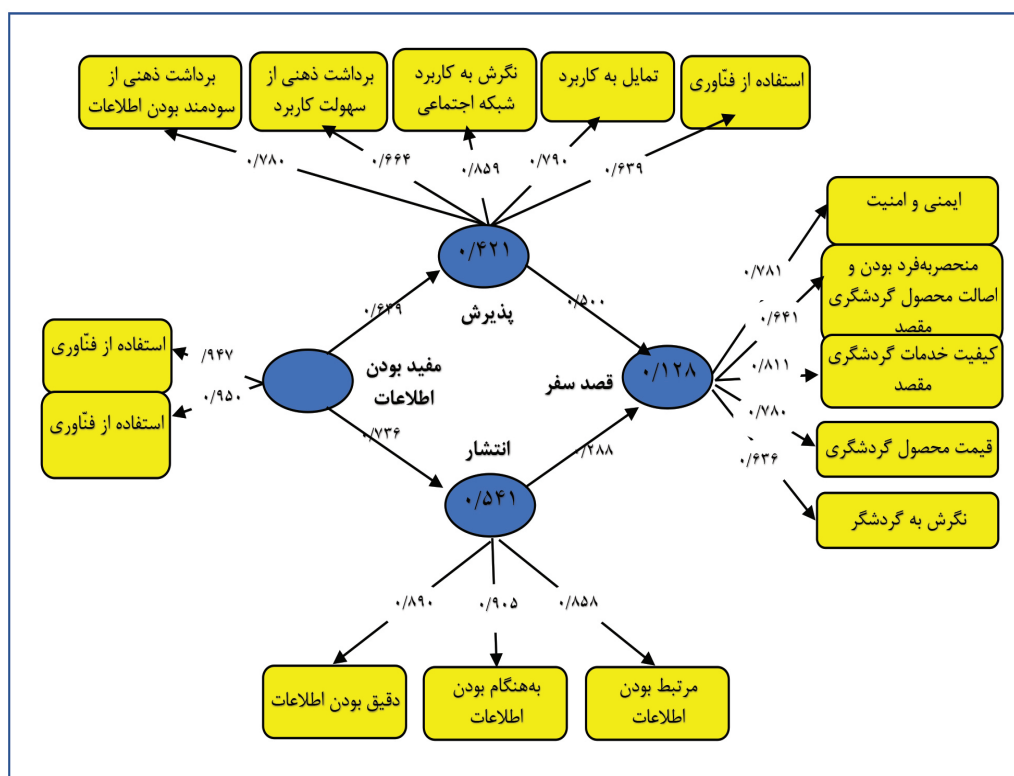 استفاده از فنّاوری
تمایل به کاربرد
نگرش به کاربرد
شبکه اجتماعی
برداشت ذهنی از
سهولت کاربرد
برداشت ذهنی از
سودمند بودن اطلاعات
۰/۶۳۹
۰/۷۹۰
۰/۸۵۹
۰/۶۶۴
۰/۷۸۰
ایمنی و امنیت
منحصربه‌فرد بودن و
اصالت محصول گردشگری
مقصد
کیفیت خدمات گردشگری
مقصد
قیمت محصول گردشگری
نگرش به گردشگر
۰/۷۸۱
۰/۶۴۱
۰/۸۱۱
۰/۷۸۰
۰/۶۳۶
۰/۴۲۱
پذیرش
۰/۵۰۰
۰/۶۴۹
۰/۱۲۸
قصد سفر
مفید بودن
اطلاعات
استفاده از فنّاوری
استفاده از فنّاوری
/۹۴۷
۰/۹۵۰
۰/۷۳۶
۰/۲۸۸
انتشار
۰/۵۴۱
۰/۸۵۸
۰/۹۰۵
۰/۸۹۰
مرتبط بودن
اطلاعات
به‌هنگام بودن
اطلاعات
دقیق بودن اطلاعات